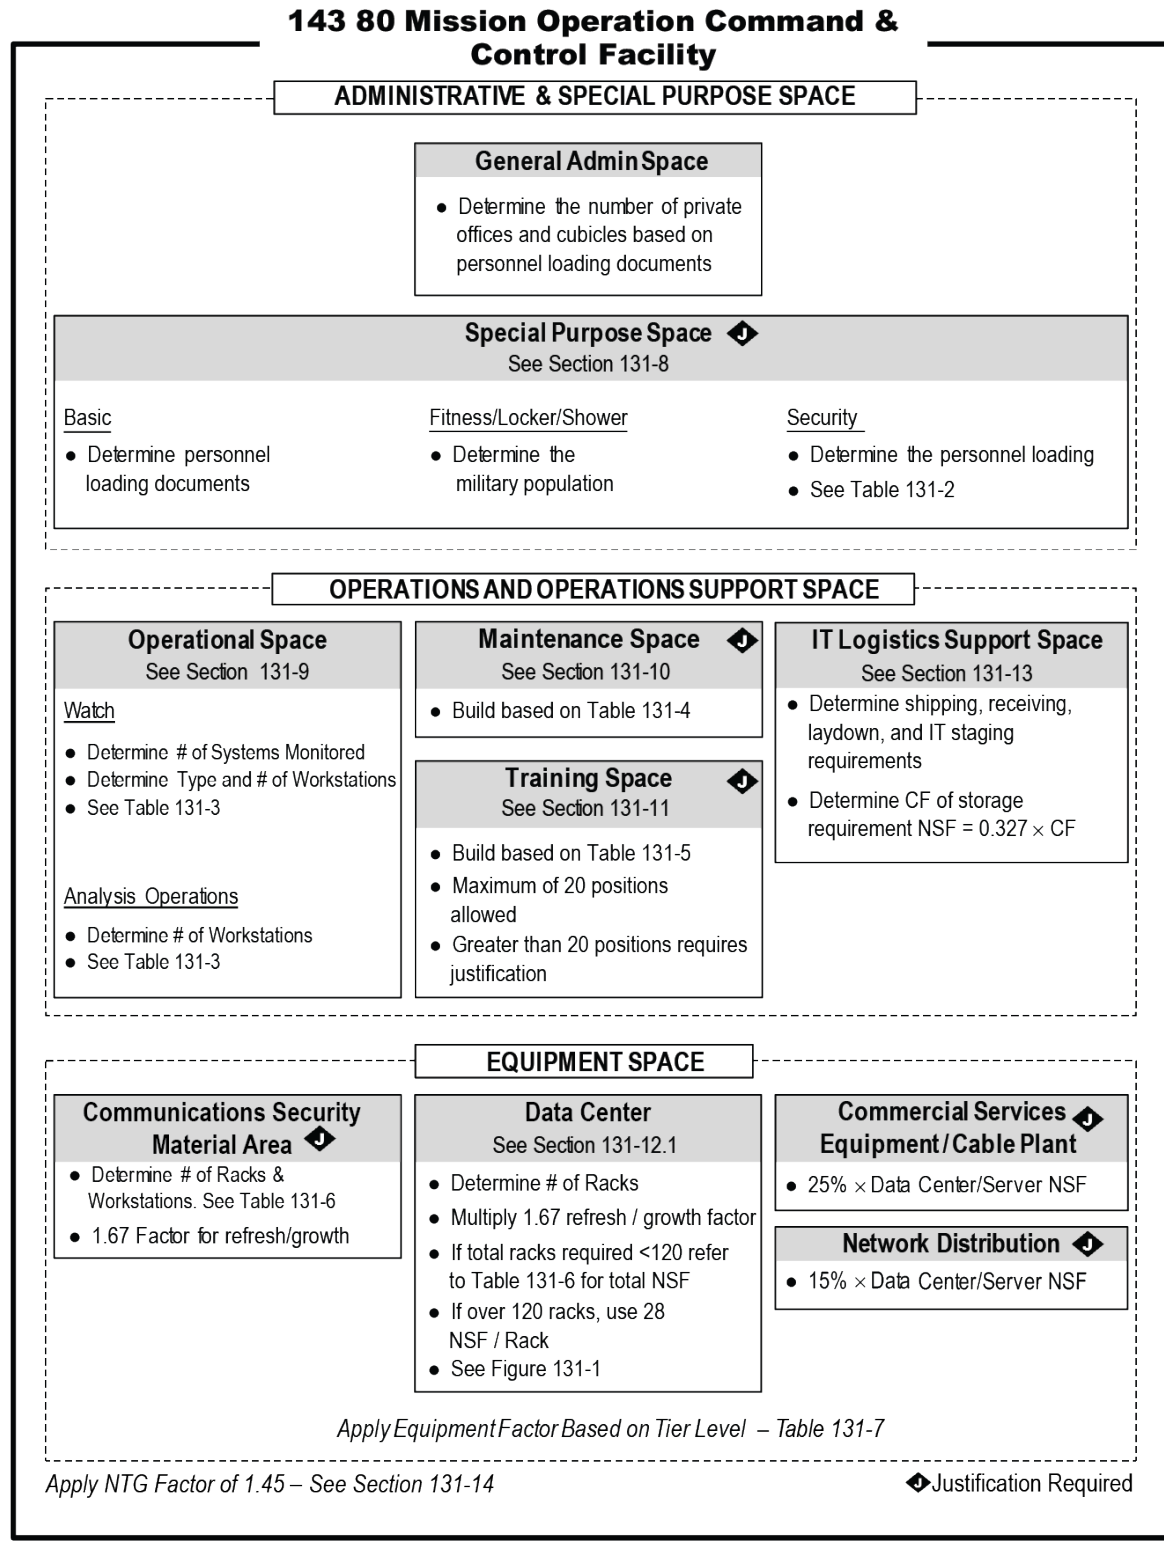 143 80 Mission Operation Command &
Control Facility
ADMINISTRATIVE & SPECIAL PURPOSE SPACE
General Admin Space
● Determine the number of private
offices and cubicles based on
personnel loading documents
Special Purpose Space J
See Section 131-8
Basic
● Determine personnel
loading documents
Fitness/Locker/Shower
● Determine the
military population
Security
● Determine the personnel loading
● See Table 131-2
OPERATIONS AND OPERATIONS SUPPORT SPACE
Operational Space
See Section 131-9
Watch
● Determine # of Systems Monitored
● Determine Type and # of Workstations
● See Table 131-3
Analysis Operations
● Determine # of Workstations
● See Table 131-3
Maintenance Space J
See Section 131-10
● Build based on Table 131-4
Training Space J
See Section 131-11
● Build based on Table 131-5
● Maximum of 20 positions
allowed
● Greater than 20 positions requires
justification
IT Logistics Support Space
See Section 131-13
● Determine shipping, receiving,
laydown, and IT staging
requirements
● Determine CF of storage
requirement NSF = 0.327 × CF
EQUIPMENT SPACE
Communications Security
Material Area J
● Determine # of Racks &
Workstations. See Table 131-6
● 1.67 Factor for refresh/growth
Data Center
See Section 131-12.1
● Determine # of Racks
● Multiply 1.67 refresh / growth factor
● If total racks required <120 refer
to Table 131-6 for total NSF
● If over 120 racks, use 28
NSF / Rack
● See Figure 131-1
Commercial Services J
Equipment / Cable Plant
● 25% × Data Center/Server NSF
Network Distribution J
● 15% × Data Center/Server NSF
Apply Equipment Factor Based on Tier Level – Table 131-7
Apply NTG Factor of 1.45 – See Section 131-14
J Justification Required